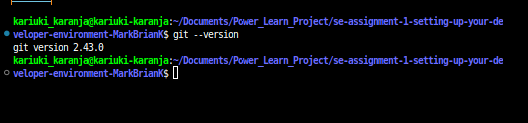 kariuki_karanja@kariuki-karanja:~/Documents/Power_Learn_Project/se-assignment-1-setting-up-your-de
veloper-environment-MarkBrianK$ git --version
git version 2.43.0
kariuki_karanja@kariuki-karanja:~/Documents/Power_Learn_Project/se-assignment-1-setting-up-your-de
veloper-environment-MarkBrianK$